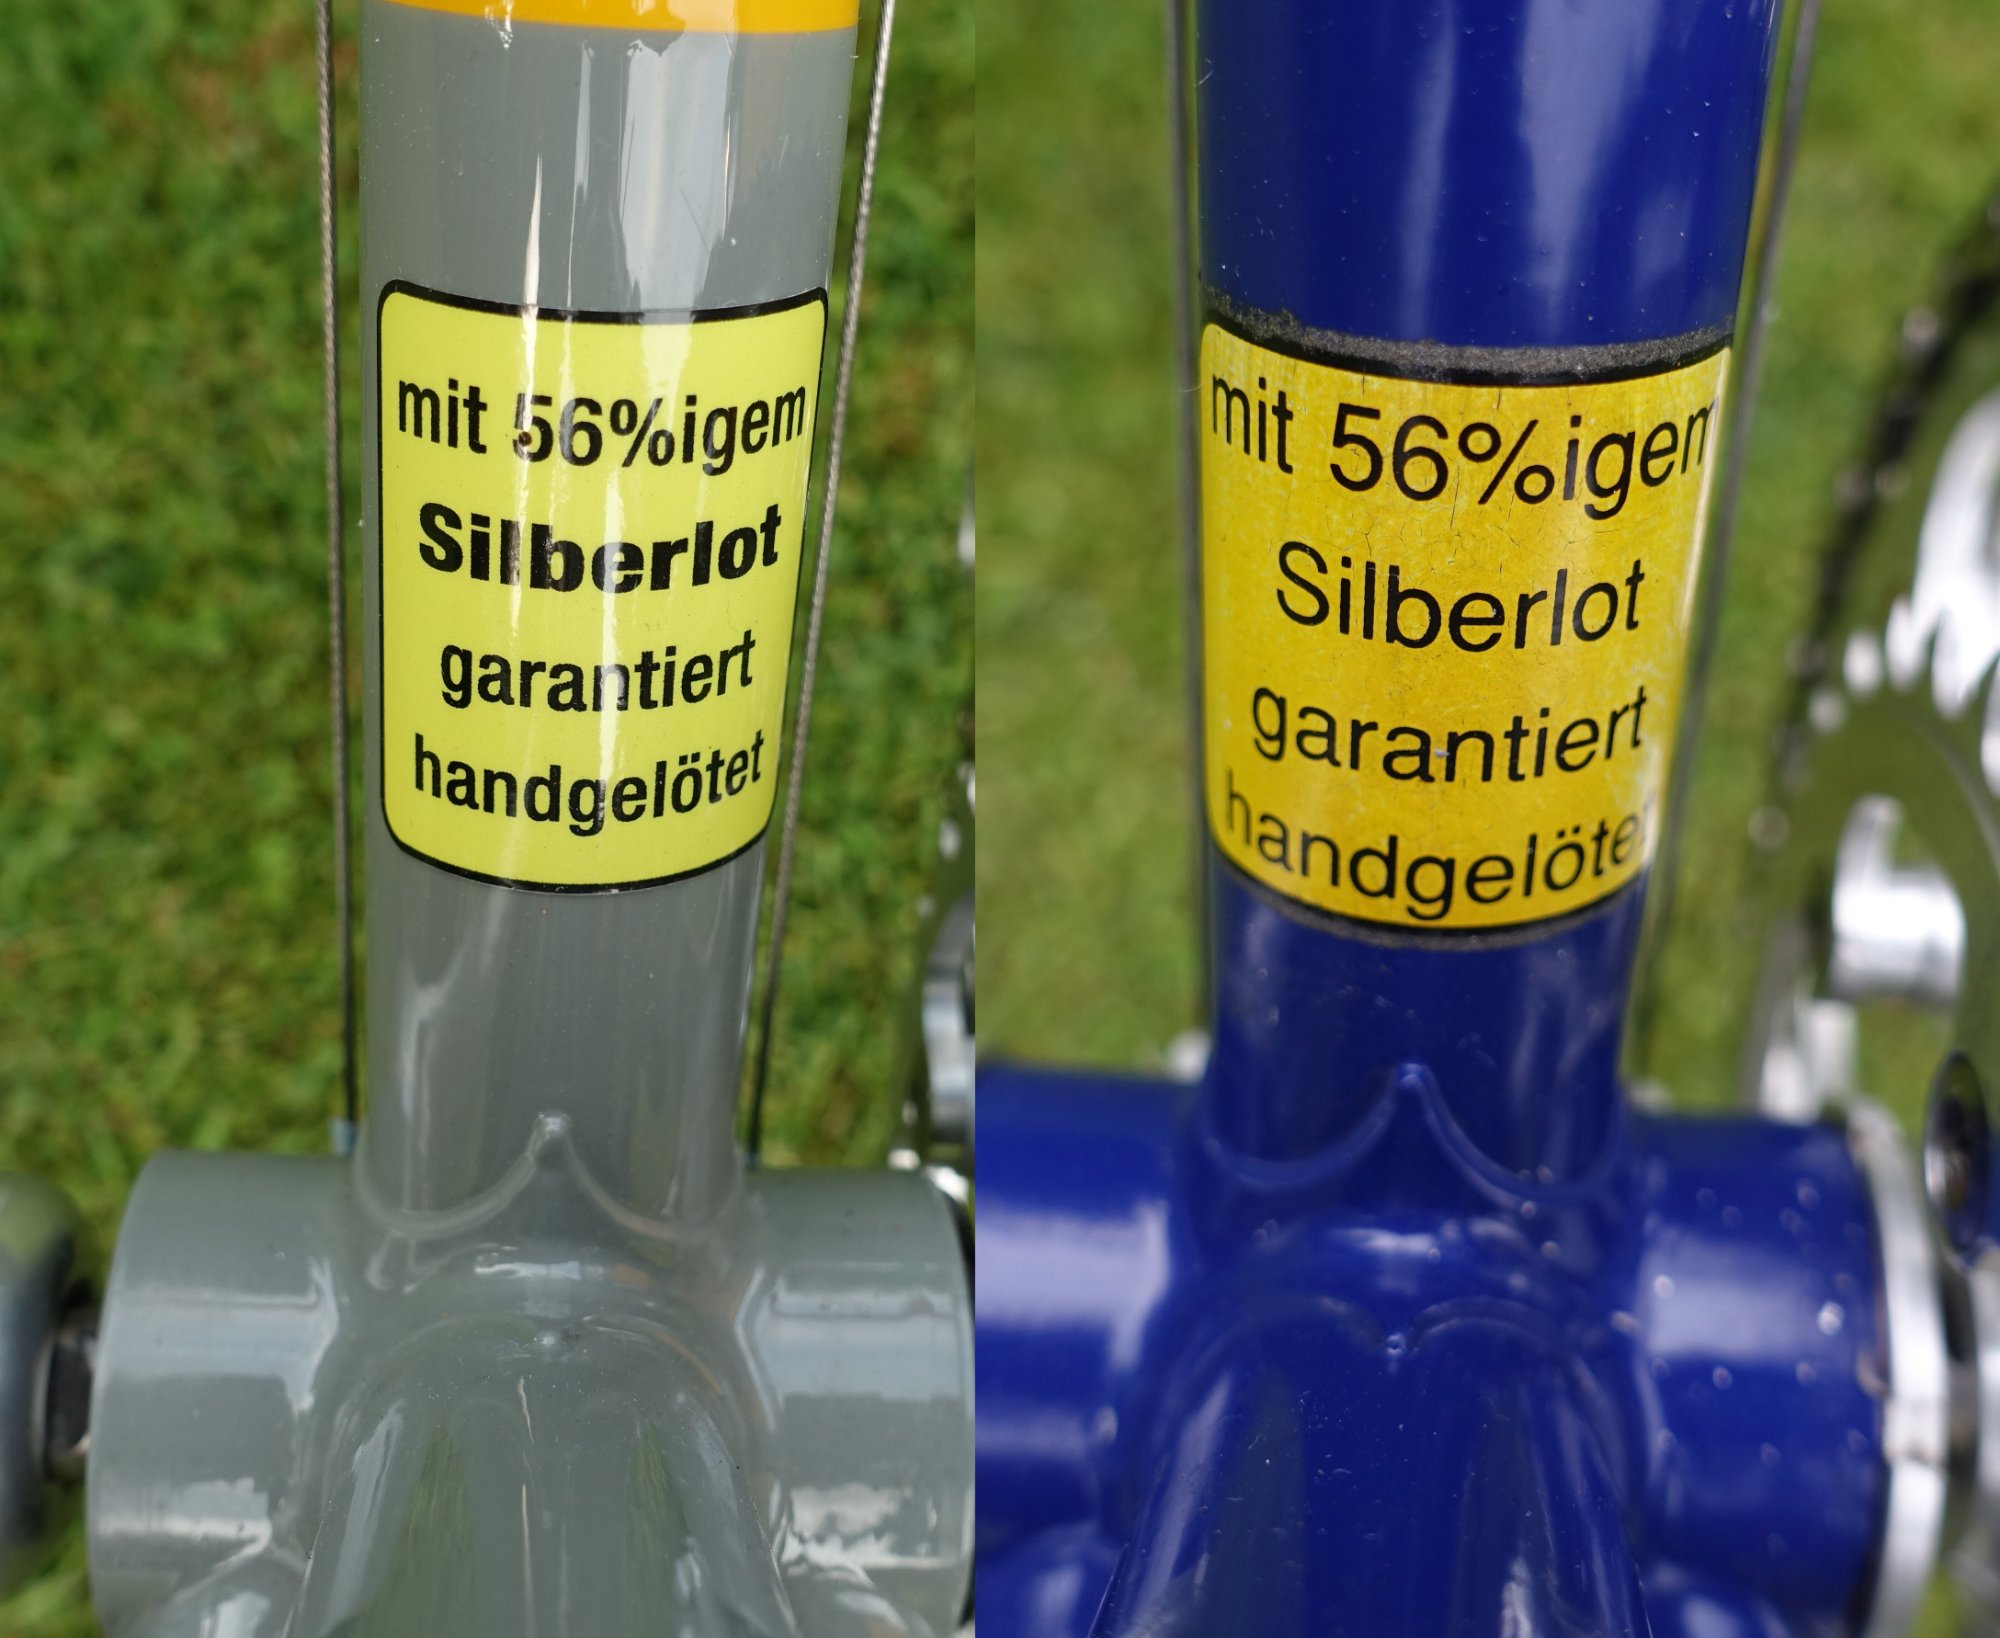 mit 56%igem
Silberlot
garantiert
handgelötet
mit 56%igem
Silberlot
garantiert
handgelötet